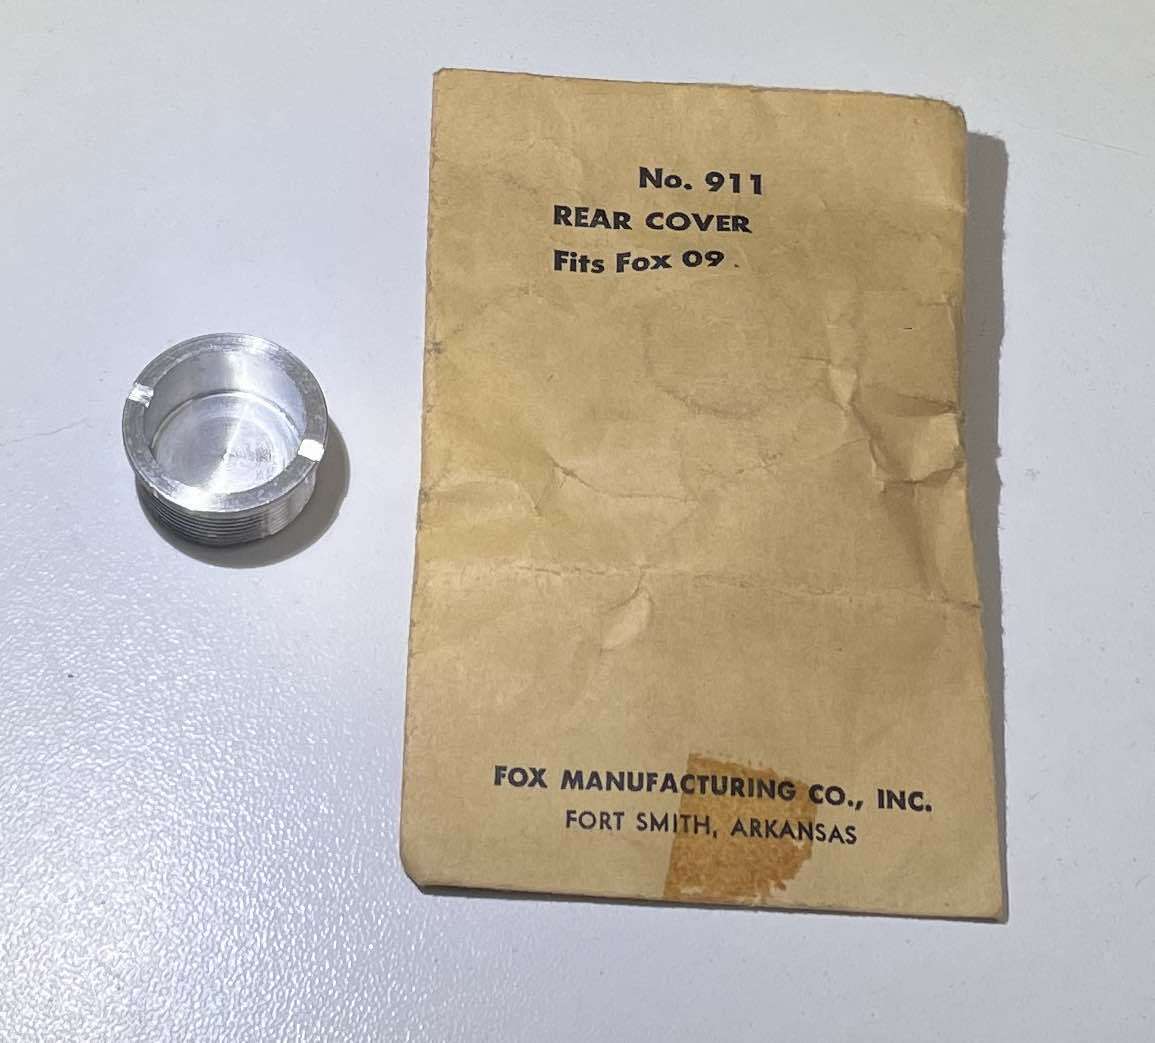 No. 911
REAR COVER
Fits Fox 09.
FOX MANUFACTURING CO., INC.
FORT SMITH, ARKANSAS